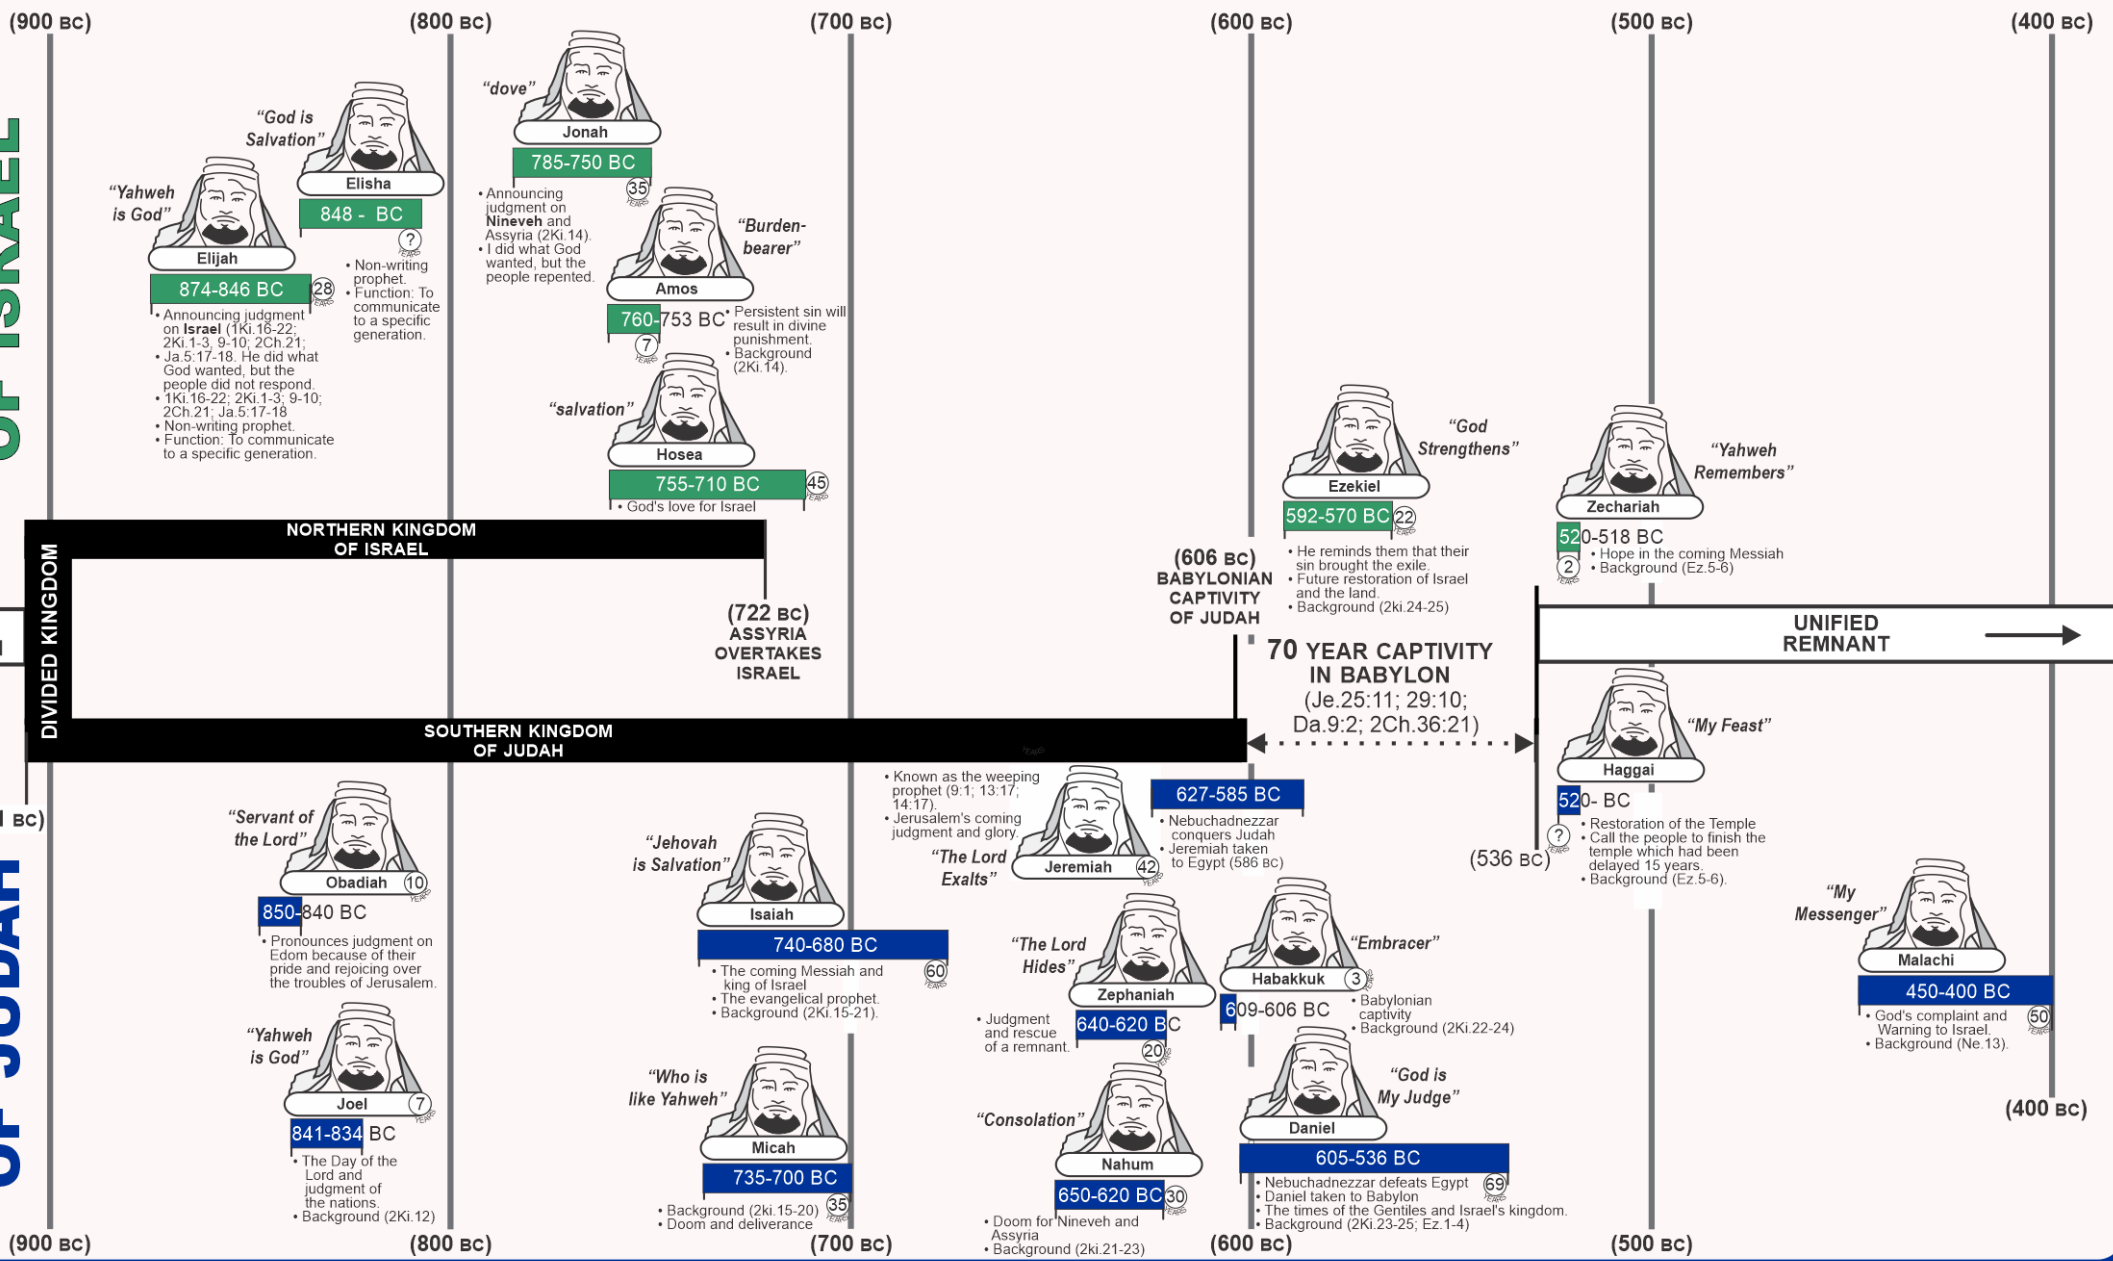 (900 BC)
(800 BC)
(700 BC)
(600 BC)
(500 BC)
(400 BC)
OF ISRAEL
“Yahweh
is God”
Elijah
874-846 BC
28
YEARS
• Announcing judgment
on Israel (1Ki.16-22;
2Ki.1-3, 9-10; 2Ch.21;
• Ja.5:17-18. He did what
God wanted, but the
people did not respond.
• 1Ki.16-22; 2Ki.1-3; 9-10;
2Ch.21; Ja.5:17-18
• Non-writing prophet.
• Function: To communicate
to a specific generation.
“God is
Salvation”
Elisha
848 - BC
?
YEARS
• Non-writing
prophet.
• Function: To
communicate
to a specific
generation.
“dove”
Jonah
785-750 BC
35
YEARS
• Announcing
judgment on
Nineveh and
Assyria (2Ki.14).
• I did what God
wanted, but the
people repented.
“Burden-
bearer”
Amos
760-753 BC
7
YEARS
• Persistent sin will
result in divine
punishment.
• Background
(2Ki.14).
“salvation”
Hosea
755-710 BC
45
YEARS
• God's love for Israel
“God
Strengthens”
Ezekiel
592-570 BC
22
YEARS
• He reminds them that their
sin brought the exile.
• Future restoration of Israel
and the land.
• Background (2ki.24-25)
“Yahweh
Remembers”
Zechariah
520-518 BC
2
YEARS
• Hope in the coming Messiah
• Background (Ez.5-6)
DIVIDED KINGDOM
NORTHERN KINGDOM
OF ISRAEL
(722 BC)
ASSYRIA
OVERTAKES
ISRAEL
(606 BC)
BABYLONIAN
CAPTIVITY
OF JUDAH
70 YEAR CAPTIVITY
IN BABYLON
(Je.25:11; 29:10;
Da.9:2; 2Ch.36:21)
UNIFIED
REMNANT
SOUTHERN KINGDOM
OF JUDAH
YEARS
BC)
(536 BC)
OF JUDAH
“Servant of
the Lord”
Obadiah
10
YEARS
850-840 BC
• Pronounces judgment on
Edom because of their
pride and rejoicing over
the troubles of Jerusalem.
“Yahweh
is God”
Joel
7
YEARS
841-834 BC
• The Day of the
Lord and
judgment of
the nations.
• Background (2Ki.12)
“Jehovah
is Salvation”
Isaiah
740-680 BC
60
YEARS
• The coming Messiah and
king of Israel
• The evangelical prophet.
• Background (2Ki.15-21).
“Who is
like Yahweh”
Micah
735-700 BC
35
YEARS
• Background (2ki.15-20)
• Doom and deliverance
• Known as the weeping
prophet (9:1; 13:17;
14:17).
• Jerusalem's coming
judgment and glory.
“The Lord
Exalts”
Jeremiah
42
YEARS
627-585 BC
• Nebuchadnezzar
conquers Judah
• Jeremiah taken
to Egypt (586 BC)
“The Lord
Hides”
Zephaniah
640-620 BC
20
YEARS
• Judgment
and rescue
of a remnant.
“Embracer”
Habakkuk
3
YEARS
609-606 BC
• Babylonian
captivity
• Background (2Ki.22-24)
“Consolation”
Nahum
650-620 BC
30
YEARS
• Doom for Nineveh and
Assyria
• Background (2ki.21-23)
“God is
My Judge”
Daniel
605-536 BC
69
YEARS
• Nebuchadnezzar defeats Egypt
• Daniel taken to Babylon
• The times of the Gentiles and Israel's kingdom.
• Background (2Ki.23-25; Ez.1-4)
“My Feast”
Haggai
520- BC
?
YEARS
• Restoration of the Temple
• Call the people to finish the
temple which had been
delayed 15 years.
• Background (Ez.5-6).
“My
Messenger”
Malachi
450-400 BC
50
YEARS
• God's complaint and
Warning to Israel.
• Background (Ne.13).
(400 BC)
(900 BC)
(800 BC)
(700 BC)
(600 BC)
(500 BC)